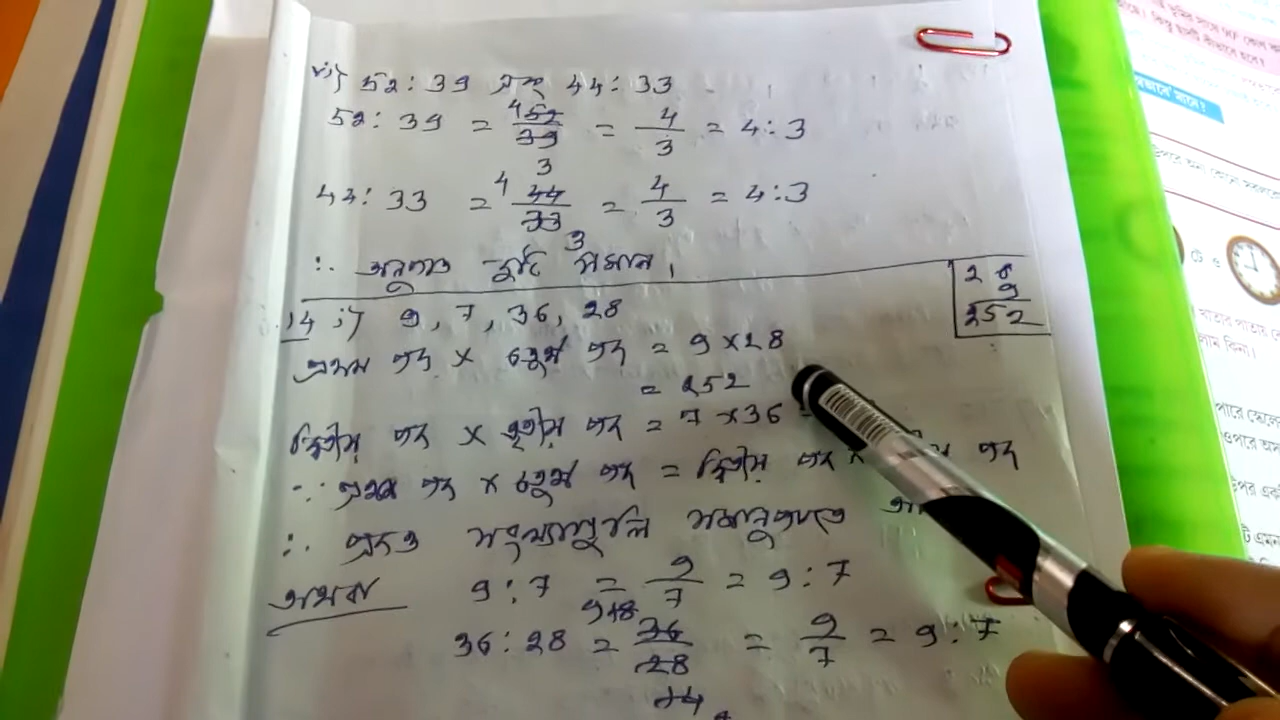 vi) 52:39 এবং 44:33
52:39 = 52/39 = 4/3 = 4:3
44:33 = 44/33 = 4/3 = 4:3
∴ অনুপাত দুটি সমান।
14 i) 9, 7, 36, 28
28
9
252
প্রথম পদ × চতুর্থ পদ = 9×28
= 252
দ্বিতীয় পদ × তৃতীয় পদ = 7×36
∵ প্রথম পদ × চতুর্থ পদ = দ্বিতীয় পদ × পদ
∴ প্রদত্ত সংখ্যাগুলি সমানুপাতে
অথবা 9:7 = 9/7 = 9:7
36:28 = 36/28 = 9/7 = 9:7